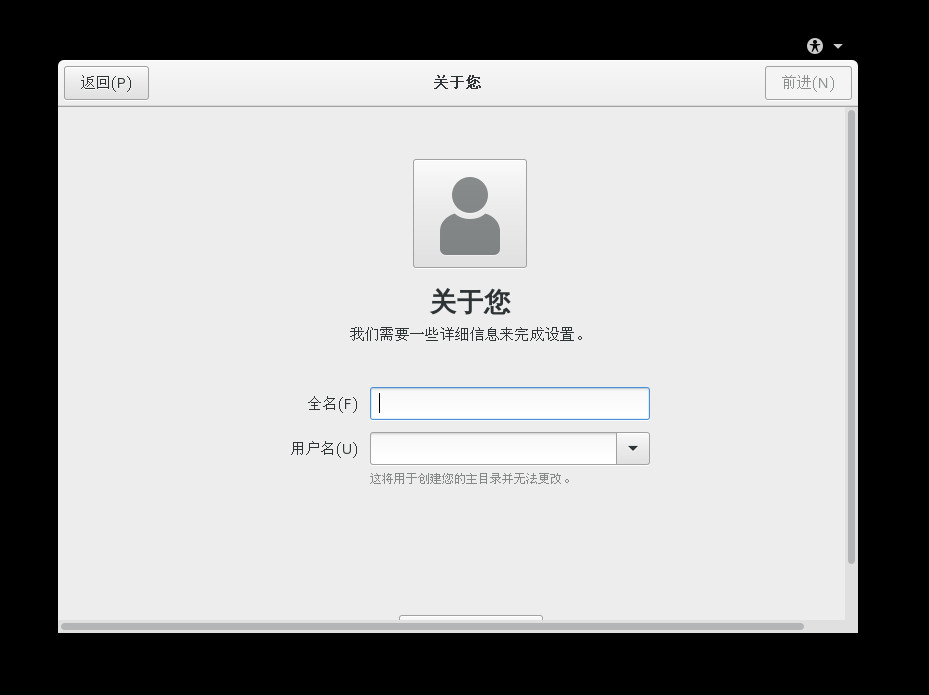 返回(P)
关于您
前进(N)
关于您
我们需要一些详细信息来完成设置。
全名(F)
用户名(U)
这将用于创建您的主目录并无法更改。